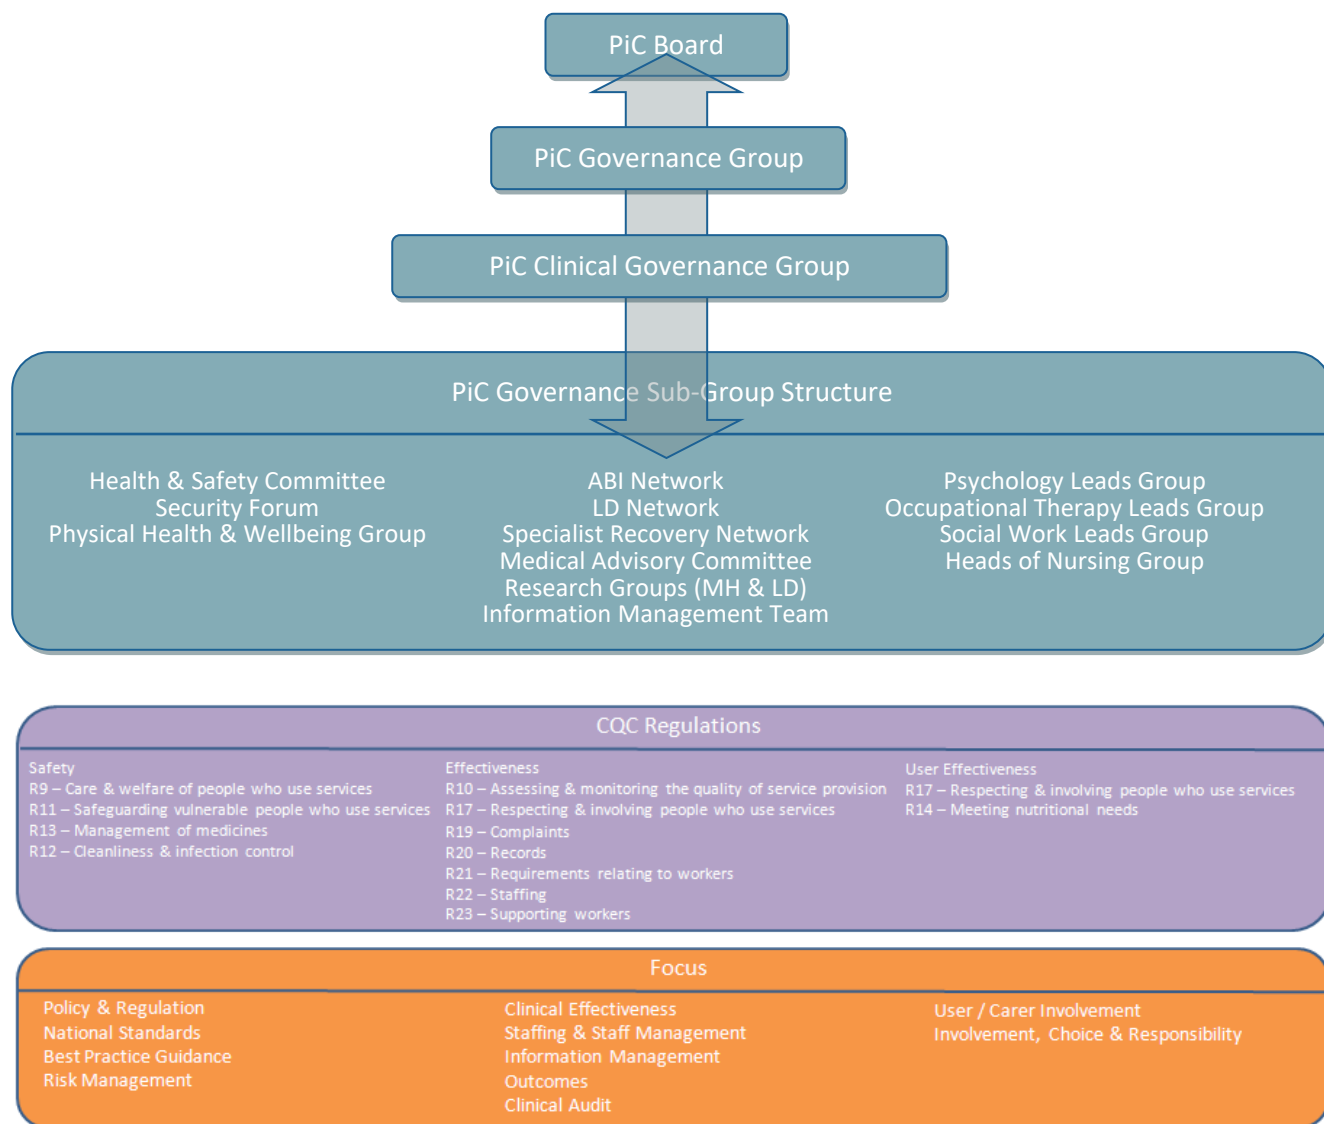 PiC Board
PiC Governance Group
PiC Clinical Governance Group
PiC Governance Sub-Group Structure
Health & Safety Committee
Security Forum
Physical Health & Wellbeing Group
ABI Network
LD Network
Specialist Recovery Network
Medical Advisory Committee
Research Groups (MH & LD)
Information Management Team
Psychology Leads Group
Occupational Therapy Leads Group
Social Work Leads Group
Heads of Nursing Group
CQC Regulations
Safety
R9 – Care & welfare of people who use services
R11 – Safeguarding vulnerable people who use services
R13 – Management of medicines
R12 – Cleanliness & infection control
Effectiveness
R10 – Assessing & monitoring the quality of service provision
R17 – Respecting & involving people who use services
R19 – Complaints
R20 – Records
R21 – Requirements relating to workers
R22 – Staffing
R23 – Supporting workers
User Effectiveness
R17 – Respecting & involving people who use services
R14 – Meeting nutritional needs
Focus
Policy & Regulation
National Standards
Best Practice Guidance
Risk Management
Clinical Effectiveness
Staffing & Staff Management
Information Management
Outcomes
Clinical Audit
User / Carer Involvement
Involvement, Choice & Responsibility